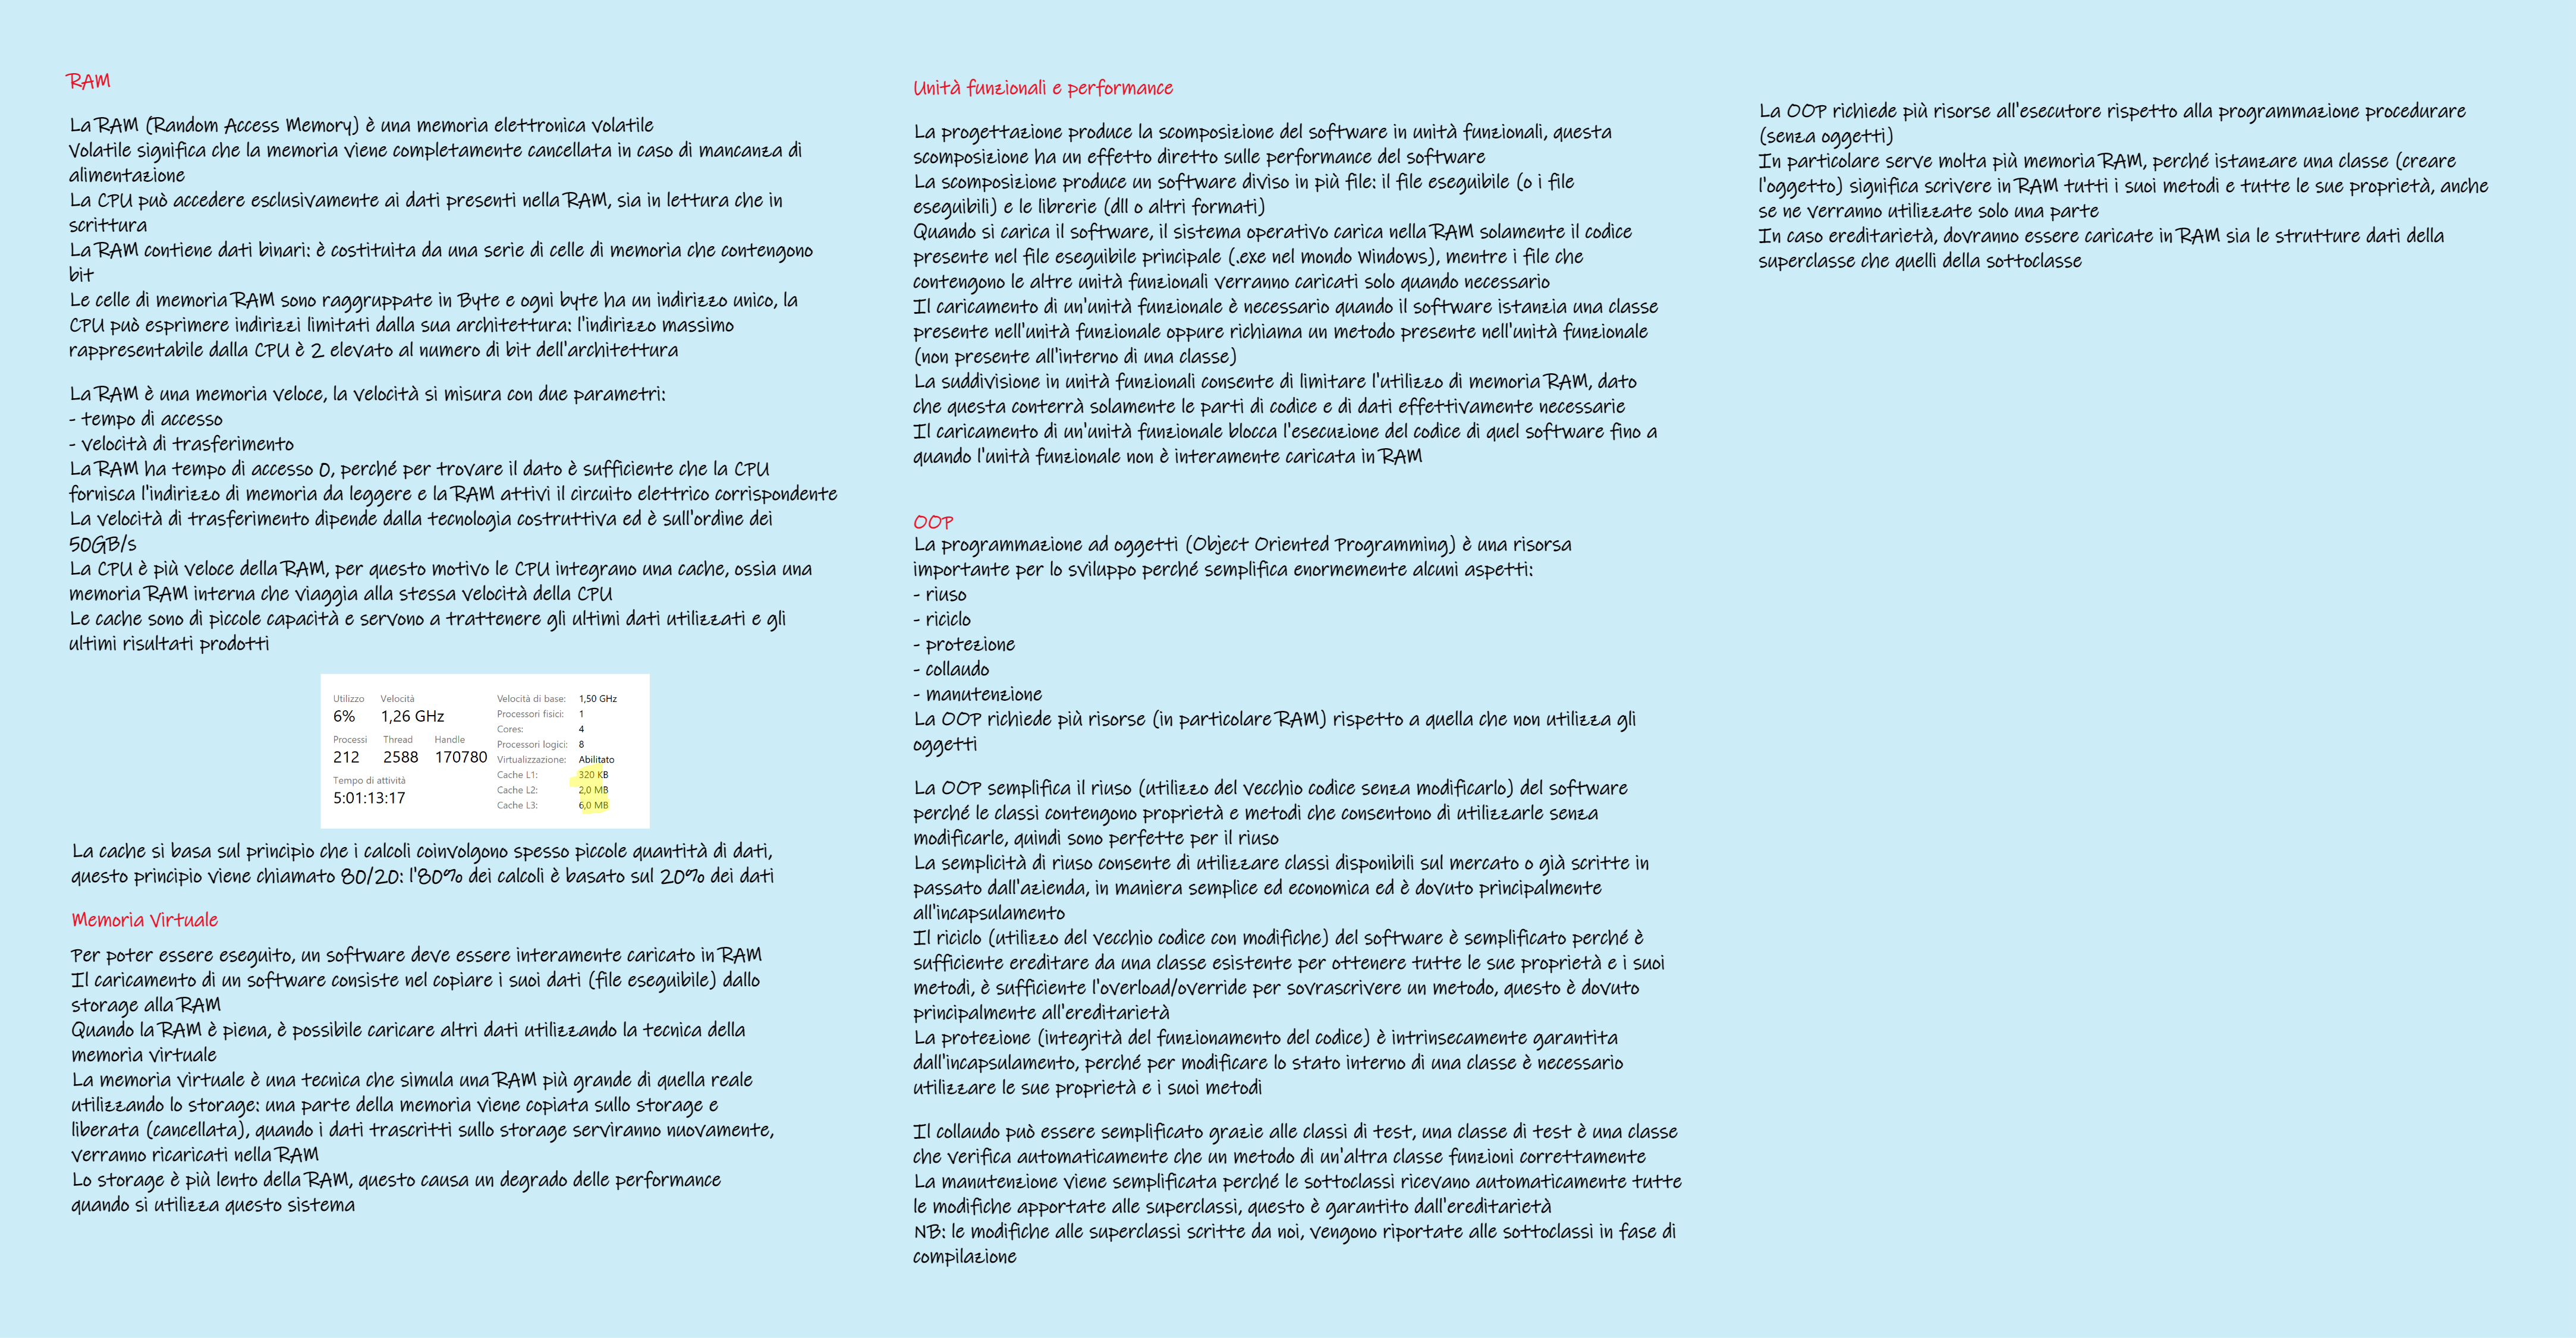 RAM
La RAM (Random Access Memory) è una memoria elettronica volatile
Volatile significa che la memoria viene completamente cancellata in caso di mancanza di
alimentazione
La CPU può accedere esclusivamente ai dati presenti nella RAM, sia in lettura che in
scrittura
La RAM contiene dati binari: è costituita da una serie di celle di memoria che contengono
bit
Le celle di memoria RAM sono raggruppate in Byte e ogni byte ha un indirizzo unico, la
CPU può esprimere indirizzi limitati dalla sua architettura: l'indirizzo massimo
rappresentabile dalla CPU è 2 elevato al numero di bit dell'architettura
La RAM è una memoria veloce, la velocità si misura con due parametri:
- tempo di accesso
- velocità di trasferimento
La RAM ha tempo di accesso 0, perché per trovare il dato è sufficiente che la CPU
fornisca l'indirizzo di memoria da leggere e la RAM attivi il circuito elettrico corrispondente
La velocità di trasferimento dipende dalla tecnologia costruttiva ed è sull'ordine dei
50GB/s
La CPU è più veloce della RAM, per questo motivo le CPU integrano una cache, ossia una
memoria RAM interna che viaggia alla stessa velocità della CPU
Le cache sono di piccole capacità e servono a trattenere gli ultimi dati utilizzati e gli
ultimi risultati prodotti
Utilizzo Velocità
6% 1,26 GHz
Processi Thread Handle
212 2588 170780
Tempo di attività
5:01:13:17
Velocità di base: 1,50 GHz
Processori fisici: 1
Cores: 4
Processori logici: 8
Virtualizzazione: Abilitato
Cache L1: 320 KB
Cache L2: 2,0 MB
Cache L3: 6,0 MB
La cache si basa sul principio che i calcoli coinvolgono spesso piccole quantità di dati,
questo principio viene chiamato 80/20: l'80% dei calcoli è basato sul 20% dei dati
Memoria Virtuale
Per poter essere eseguito, un software deve essere interamente caricato in RAM
Il caricamento di un software consiste nel copiare i suoi dati (file eseguibile) dallo
storage alla RAM
Quando la RAM è piena, è possibile caricare altri dati utilizzando la tecnica della
memoria virtuale
La memoria virtuale è una tecnica che simula una RAM più grande di quella reale
utilizzando lo storage: una parte della memoria viene copiata sullo storage e
liberata (cancellata), quando i dati trascritti sullo storage serviranno nuovamente,
verranno ricaricati nella RAM
Lo storage è più lento della RAM, questo causa un degrado delle performance
quando si utilizza questo sistema
Unità funzionali e performance
La progettazione produce la scomposizione del software in unità funzionali, questa
scomposizione ha un effetto diretto sulle performance del software
La scomposizione produce un software diviso in più file: il file eseguibile (o i file
eseguibili) e le librerie (dll o altri formati)
Quando si carica il software, il sistema operativo carica nella RAM solamente il codice
presente nel file eseguibile principale (.exe nel mondo Windows), mentre i file che
contengono le altre unità funzionali verranno caricati solo quando necessario
Il caricamento di un'unità funzionale è necessario quando il software istanzia una classe
presente nell'unità funzionale oppure richiama un metodo presente nell'unità funzionale
(non presente all'interno di una classe)
La suddivisione in unità funzionali consente di limitare l'utilizzo di memoria RAM, dato
che questa conterrà solamente le parti di codice e di dati effettivamente necessarie
Il caricamento di un'unità funzionale blocca l'esecuzione del codice di quel software fino a
quando l'unità funzionale non è interamente caricata in RAM
OOP
La programmazione ad oggetti (Object Oriented Programming) è una risorsa
importante per lo sviluppo perché semplifica enormemente alcuni aspetti:
- riuso
- riciclo
- protezione
- collaudo
- manutenzione
La OOP richiede più risorse (in particolare RAM) rispetto a quella che non utilizza gli
oggetti
La OOP semplifica il riuso (utilizzo del vecchio codice senza modificarlo) del software
perché le classi contengono proprietà e metodi che consentono di utilizzarle senza
modificarle, quindi sono perfette per il riuso
La semplicità di riuso consente di utilizzare classi disponibili sul mercato o già scritte in
passato dall'azienda, in maniera semplice ed economica ed è dovuto principalmente
all'incapsulamento
Il riciclo (utilizzo del vecchio codice con modifiche) del software è semplificato perché è
sufficiente ereditare da una classe esistente per ottenere tutte le sue proprietà e i suoi
metodi, è sufficiente l'overload/override per sovrascrivere un metodo, questo è dovuto
principalmente all'ereditarietà
La protezione (integrità del funzionamento del codice) è intrinsecamente garantita
dall'incapsulamento, perché per modificare lo stato interno di una classe è necessario
utilizzare le sue proprietà e i suoi metodi
Il collaudo può essere semplificato grazie alle classi di test, una classe di test è una classe
che verifica automaticamente che un metodo di un'altra classe funzioni correttamente
La manutenzione viene semplificata perché le sottoclassi ricevano automaticamente tutte
le modifiche apportate alle superclassi, questo è garantito dall'ereditarietà
NB: le modifiche alle superclassi scritte da noi, vengono riportate alle sottoclassi in fase di
compilazione
La OOP richiede più risorse all'esecutore rispetto alla programmazione procedurare
(senza oggetti)
In particolare serve molta più memoria RAM, perché istanzare una classe (creare
l'oggetto) significa scrivere in RAM tutti i suoi metodi e tutte le sue proprietà, anche
se ne verranno utilizzate solo una parte
In caso ereditarietà, dovranno essere caricate in RAM sia le strutture dati della
superclasse che quelli della sottoclasse